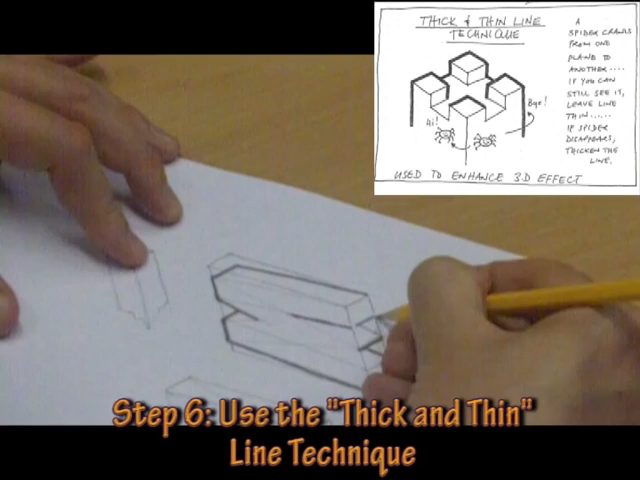 THICK & THIN LINE
TECHNIQUE
A
SPIDER CRAWLS
FROM ONE
PLANE TO
ANOTHER....
IF YOU CAN
STILL SEE IT,
LEAVE LINE
THIN.....
IF SPIDER
DISAPPEARS,
THICKEN THE
LINE.
Hi!
Bye!
USED TO ENHANCE 3D EFFECT
Step 6: Use the "Thick and Thin"
Line Technique